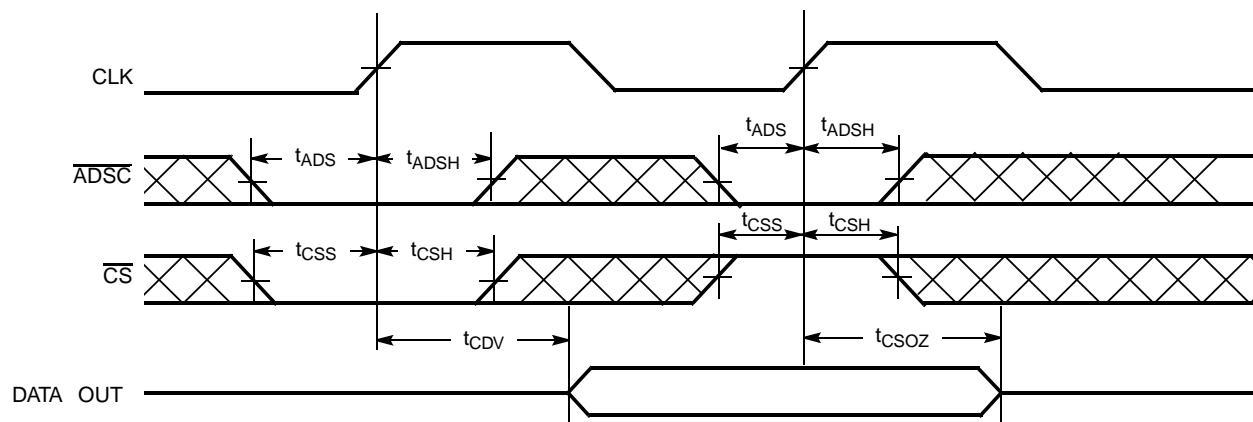 CLK
tADS tADSH
tADS tADSH
ADSC
tCSS tCSH
tCSS tCSH
CS
tCDV tCSOZ
DATA OUT